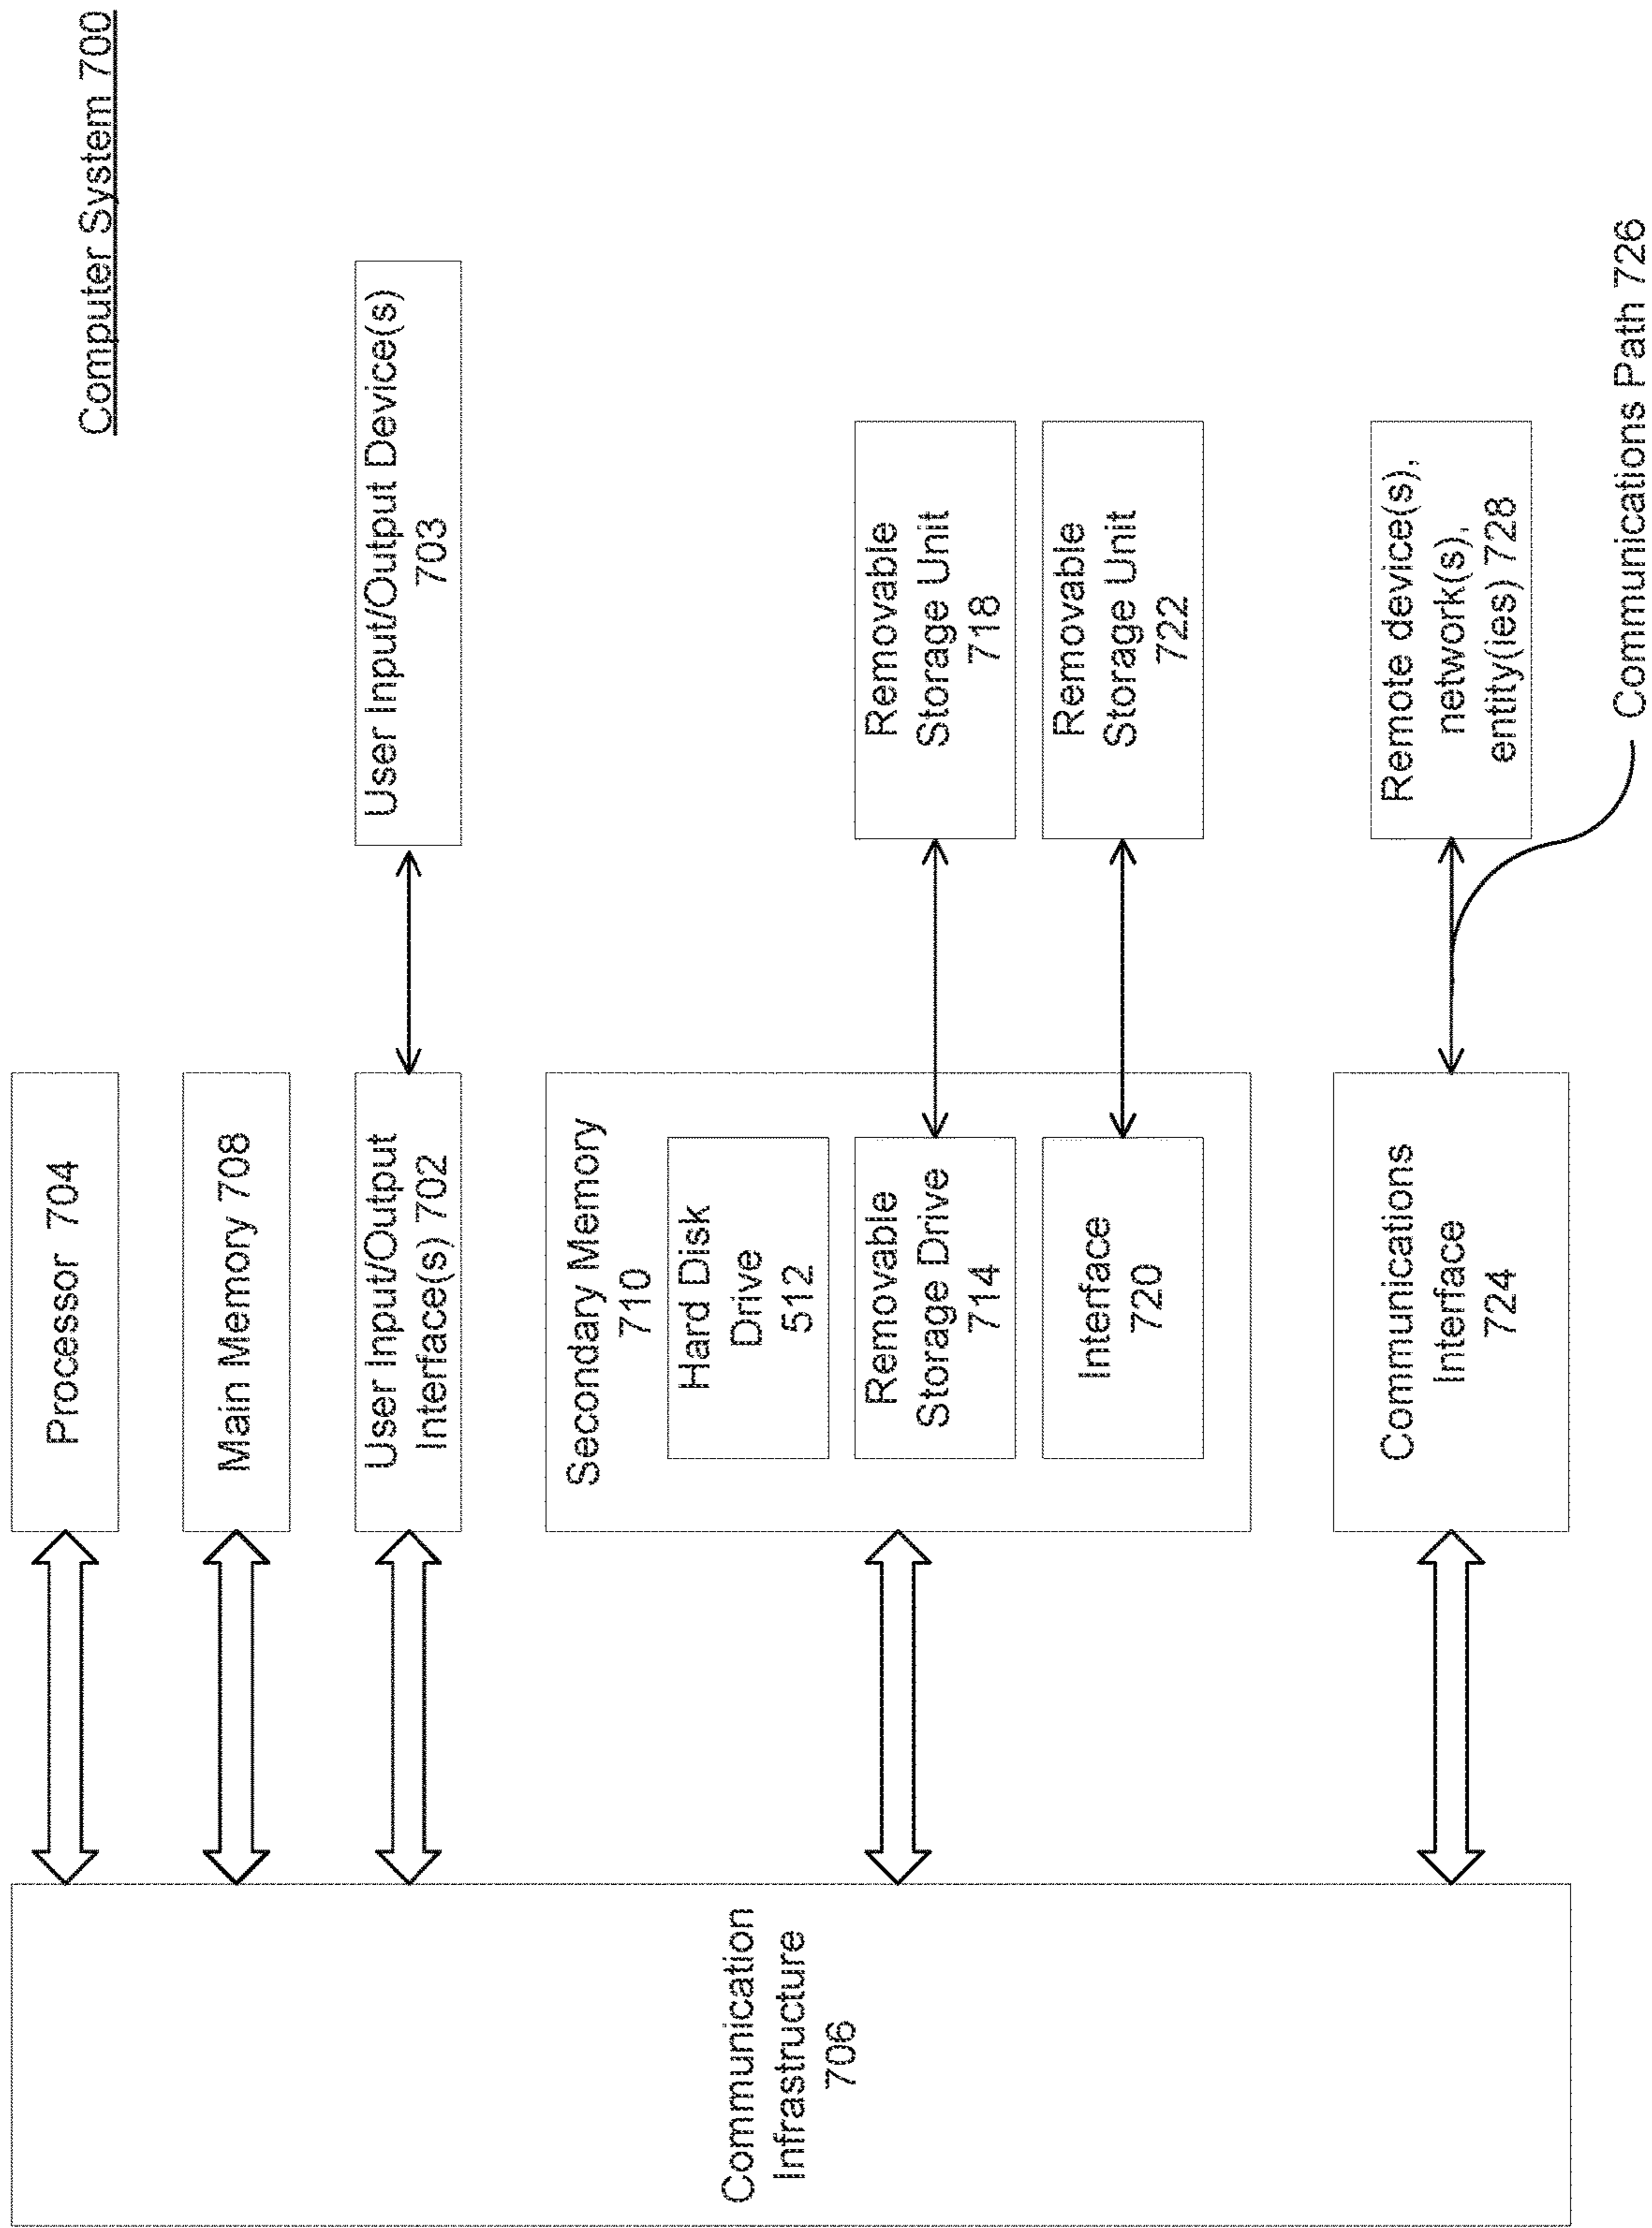 Computer System 700
Processor 704
Main Memory 708
User Input/Output
Interface(s) 702
User Input/Output Device(s)
703
Communication
Infrastructure
706
Secondary Memory
710
Hard Disk
Drive
512
Removable
Storage Drive
714
Removable
Storage Unit
718
Interface
720
Removable
Storage Unit
722
Communications
Interface
724
Remote device(s),
network(s),
entity(ies) 728
Communications Path 726